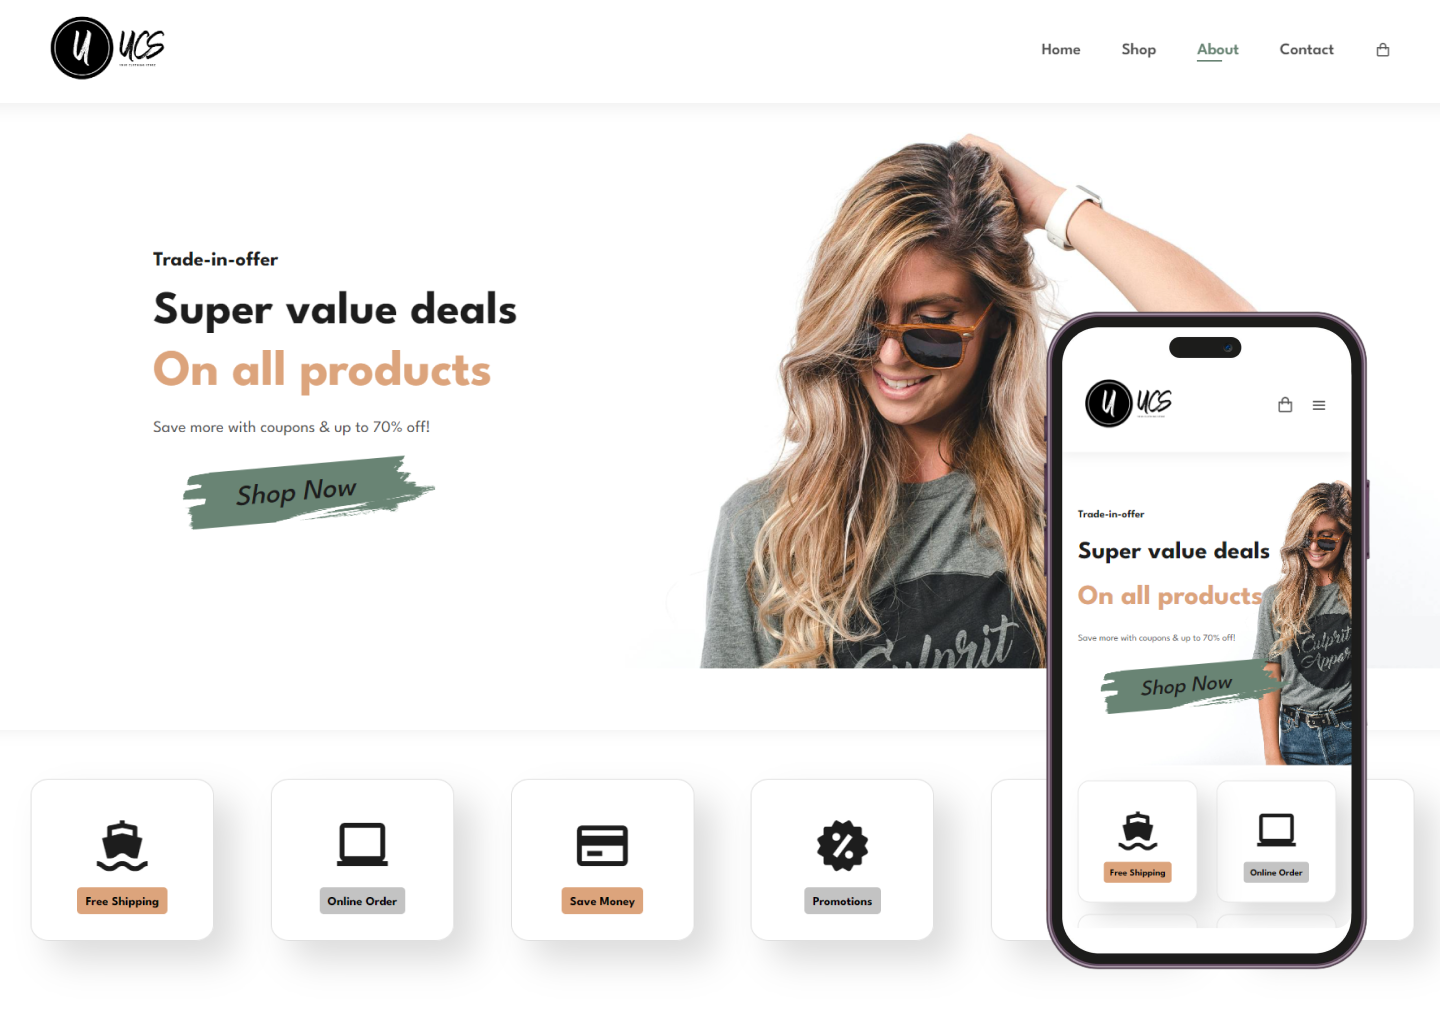 U UCS
Home Shop About Contact
Trade-in-offer
Super value deals
On all products
Save more with coupons & up to 70% off!
Shop Now
Culprit
Free Shipping
Online Order
Save Money
Promotions
U UCS
Trade-in-offer
Super value deals
On all products
Save more with coupons & up to 70% off!
Shop Now
Culprit
Appar
Free Shipping
Online Order